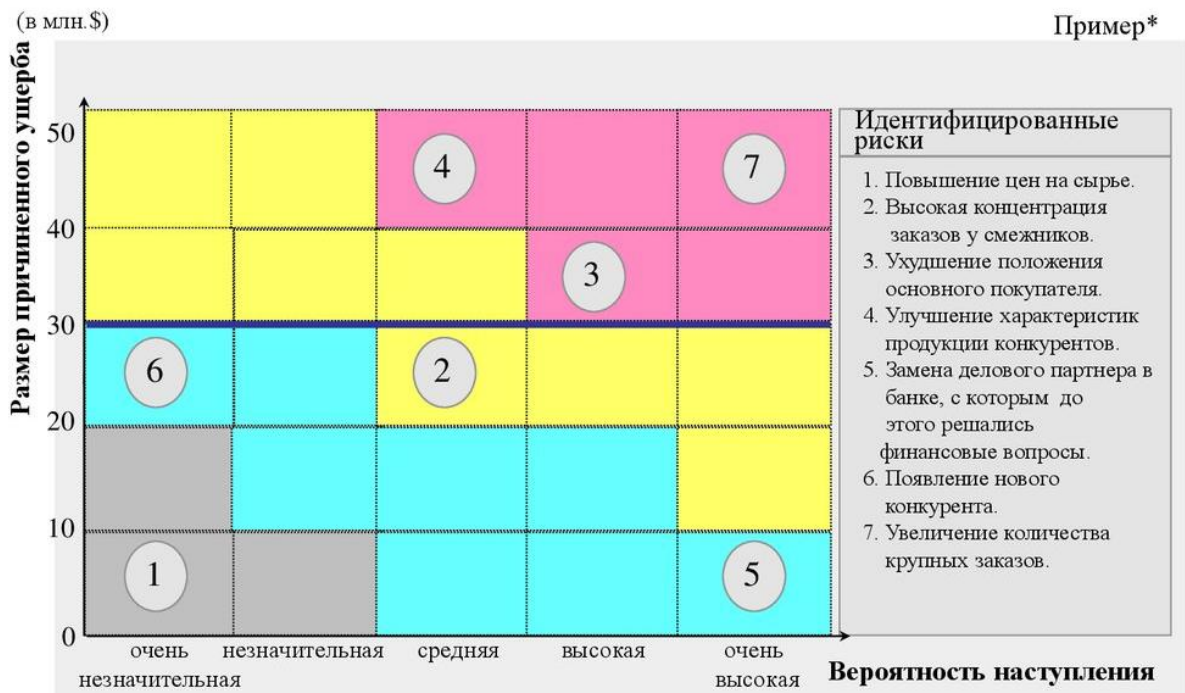 (в млн.$)
Пример*
Размер причиненного ущерба
50
40
30
20
10
0
4
7
3
6
2
1
5
очень
незначительная
незначительная
средняя
высокая
очень
высокая
Вероятность наступления
Идентифицированные
риски
1. Повышение цен на сырье.
2. Высокая концентрация
заказов у смежников.
3. Ухудшение положения
основного покупателя.
4. Улучшение характеристик
продукции конкурентов.
5. Замена делового партнера в
банке, с которым до
этого решались
финансовые вопросы.
6. Появление нового
конкурента.
7. Увеличение количества
крупных заказов.